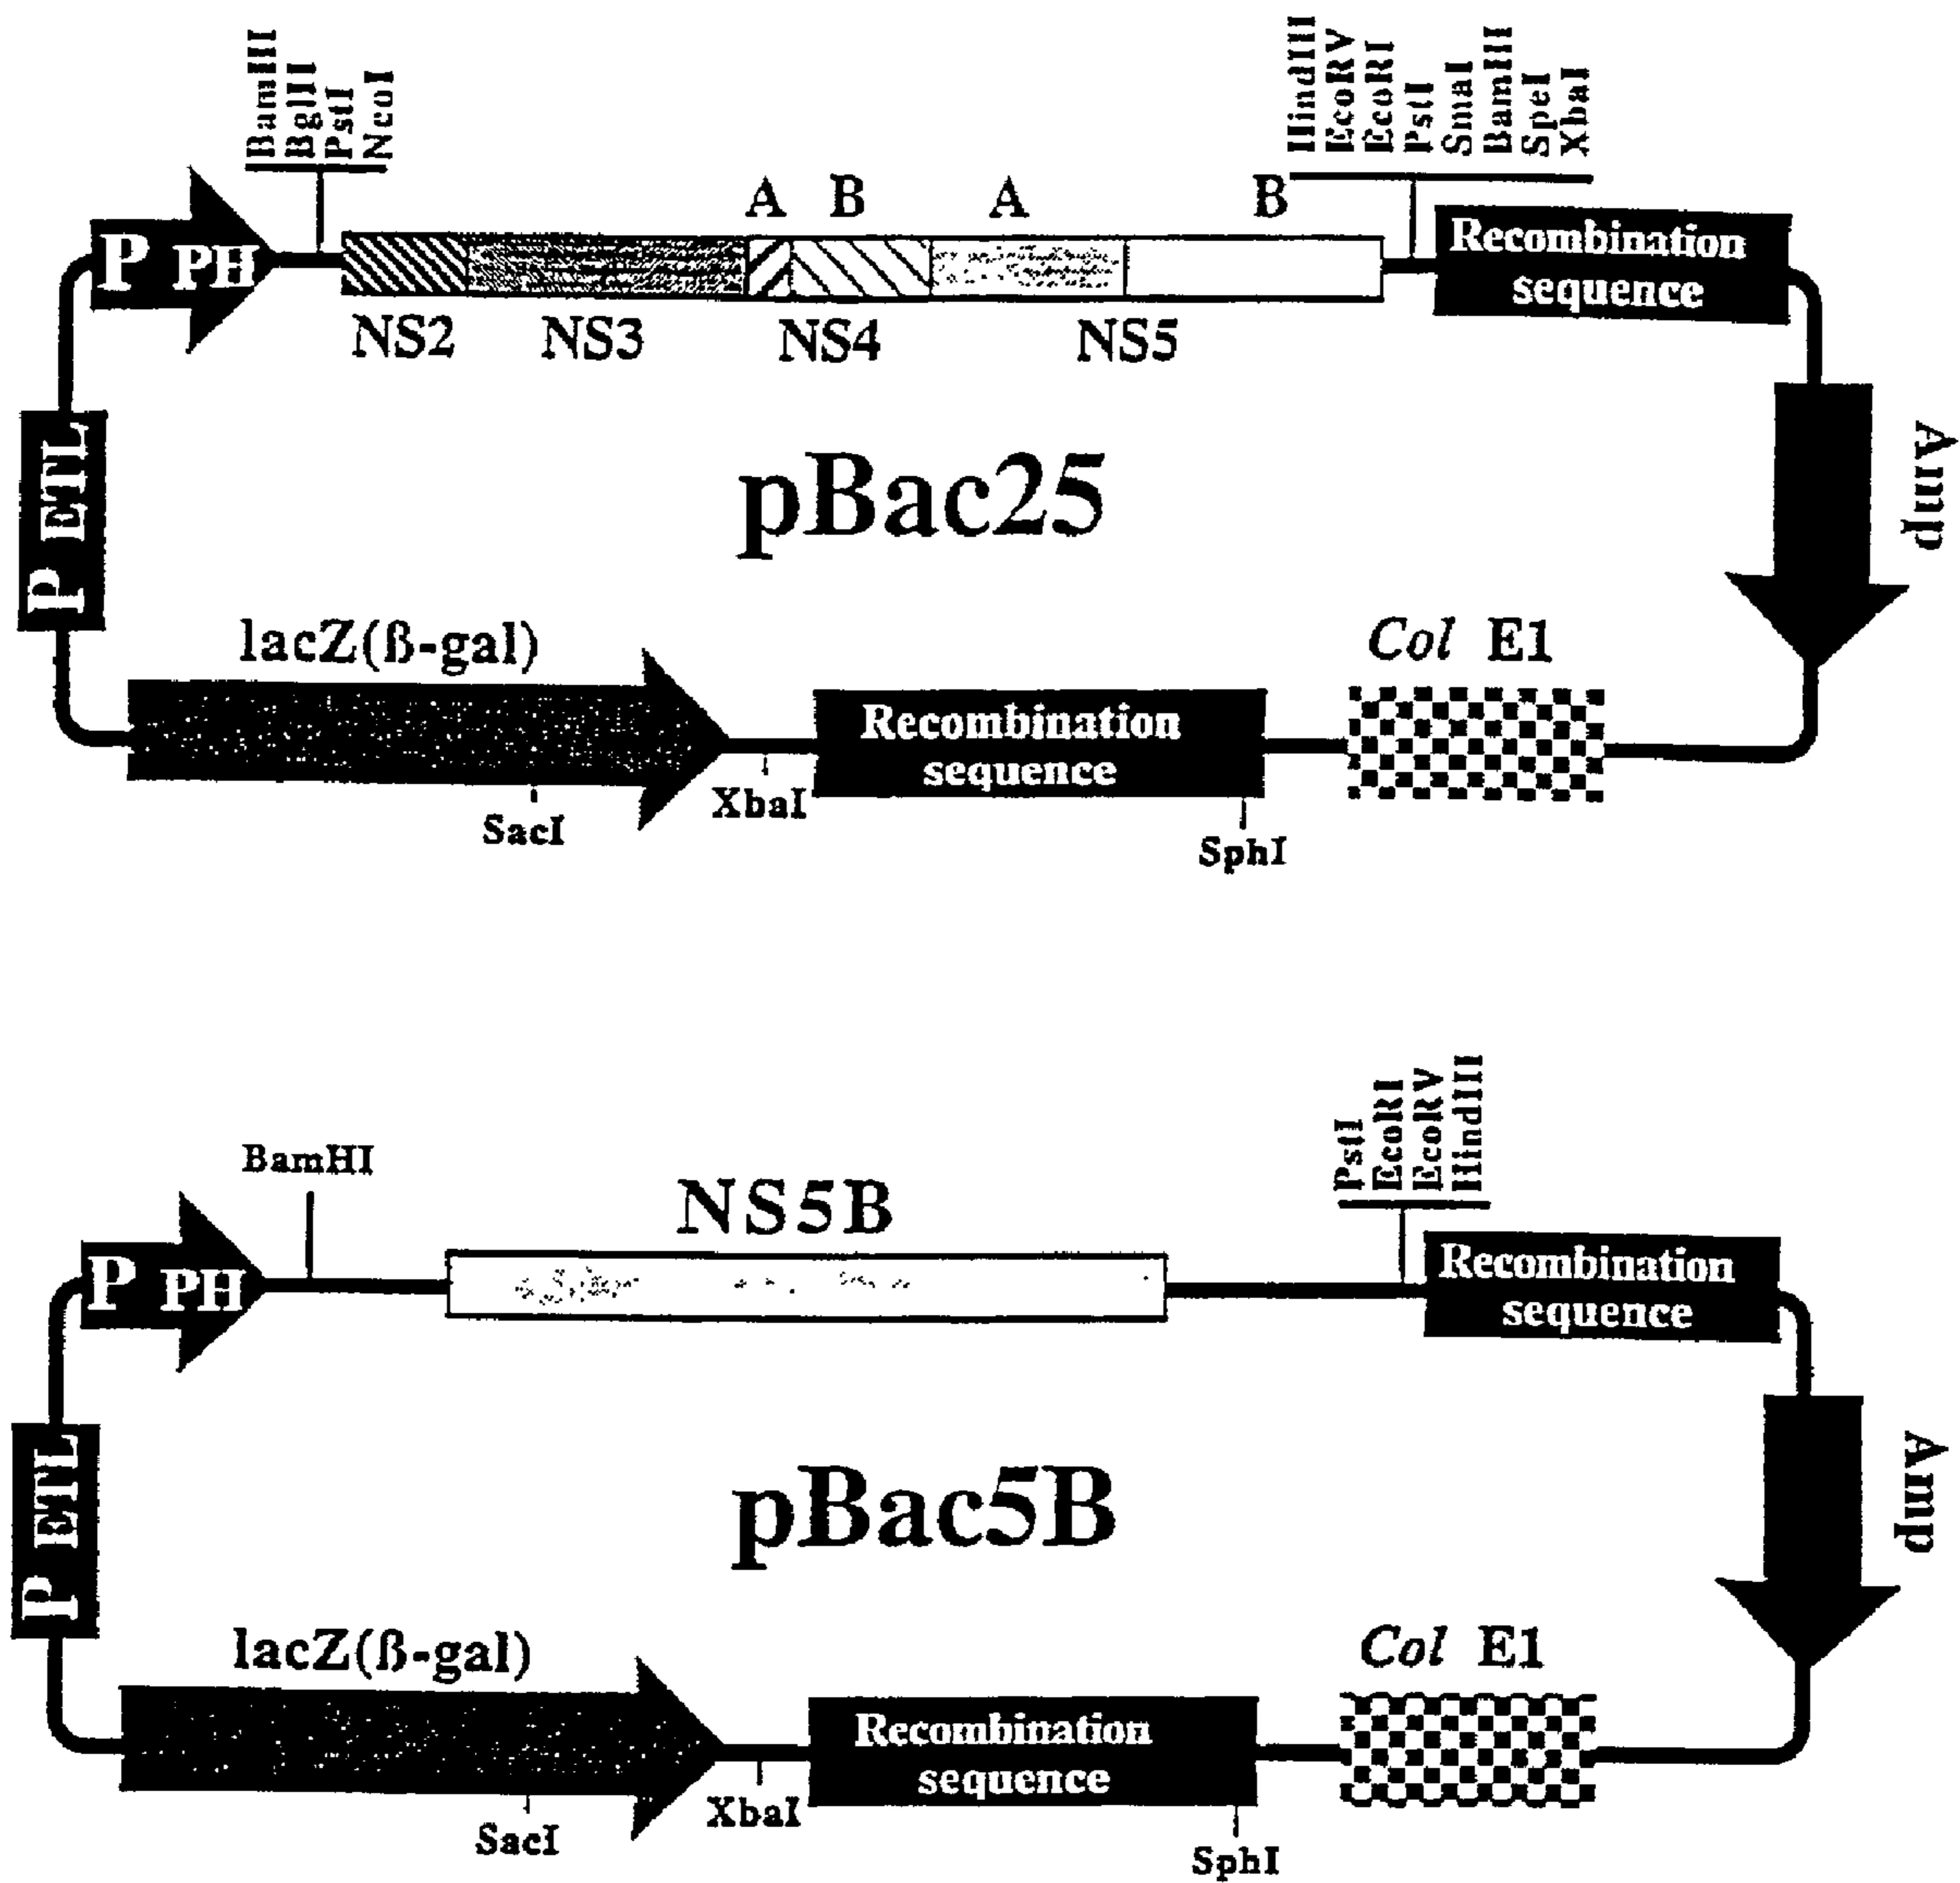 BamHI
BglII
PstI
NcoI
HindIII
EcoRV
EcoRI
PstI
SmaI
BamHI
SpeI
XbaI
A B A B
P PH
Recombination
sequence
NS2 NS3 NS4 NS5
P ETL
pBac25
Amp
lacZ(ß-gal)
Col E1
Recombination
sequence
SacI
XbaI
SphI
BamHI
PstI
EcoRI
EcoRV
HindIII
NS5B
P PH
Recombination
sequence
P ETL
pBac5B
Amp
lacZ(ß-gal)
Col E1
Recombination
sequence
SacI
XbaI
SphI